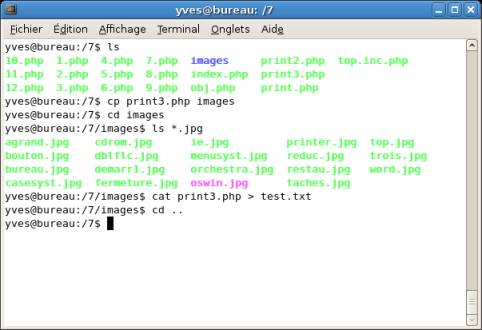 yves@bureau: /7
Fichier Édition Affichage Terminal Onglets Aide
yves@bureau:/7$ ls
10.php 1.php 4.php 7.php images print2.php top.inc.php
11.php 2.php 5.php 8.php index.php print3.php
12.php 3.php 6.php 9.php obj.php print.php
yves@bureau:/7$ cp print3.php images
yves@bureau:/7$ cd images
yves@bureau:/7/images$ ls *.jpg
agrand.jpg cdrom.jpg ie.jpg printer.jpg top.jpg
bouton.jpg dblflc.jpg menusyst.jpg reduc.jpg trois.jpg
bureau.jpg demarr1.jpg orchestra.jpg restau.jpg word.jpg
casesyst.jpg fermeture.jpg oswin.jpg taches.jpg
yves@bureau:/7/images$ cat print3.php > test.txt
yves@bureau:/7/images$ cd ..
yves@bureau:/7$